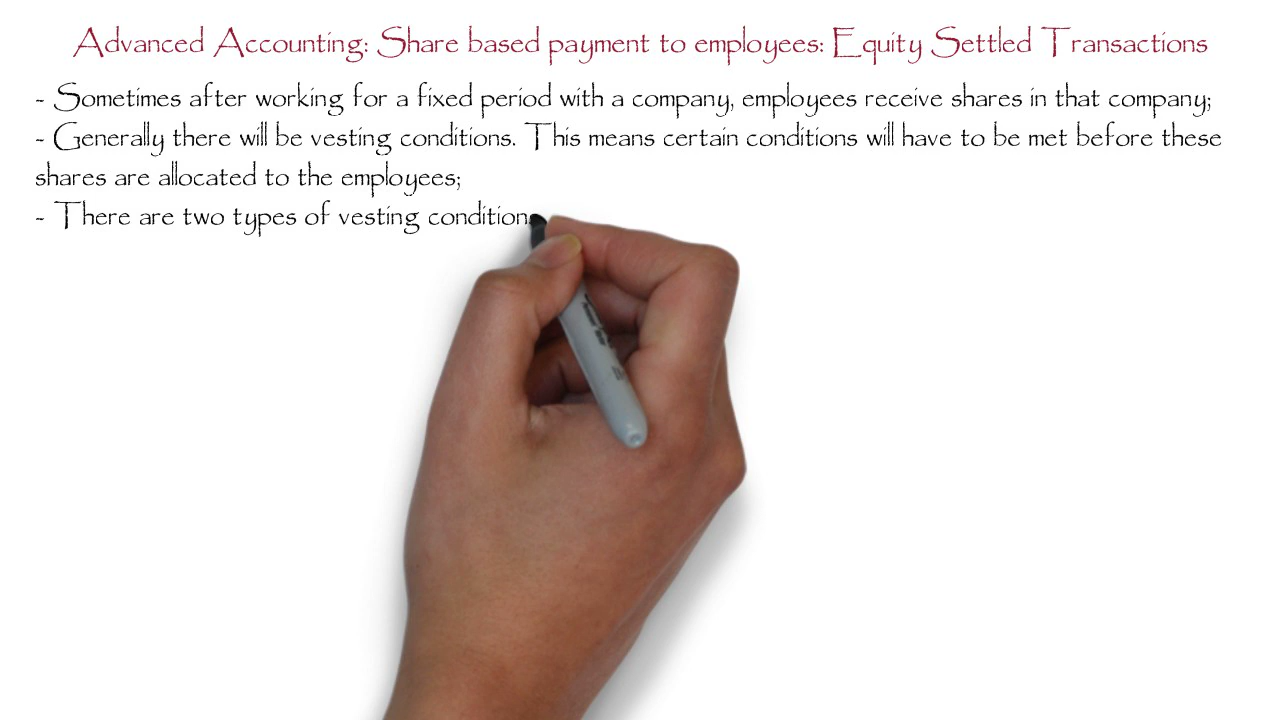 Advanced Accounting: Share based payment to employees: Equity Settled Transactions
- Sometimes after working for a fixed period with a company, employees receive shares in that company;
- Generally there will be vesting conditions. This means certain conditions will have to be met before these
shares are allocated to the employees;
- There are two types of vesting condition